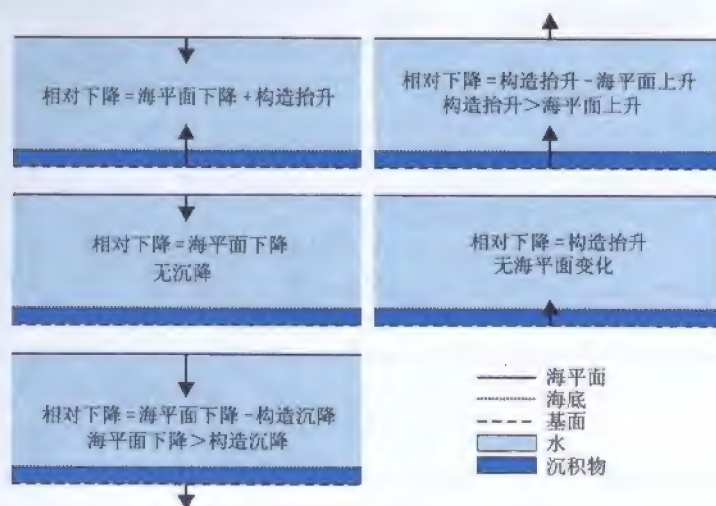 相对下降=海平面下降+构造抬升
相对下降=构造抬升-海平面上升
构造抬升>海平面上升
相对下降=海平面下降
无沉降
相对下降=构造抬升
无海平面变化
相对下降=海平面下降-构造沉降
海平面下降>构造沉降
海平面
海底
基面
水
沉积物